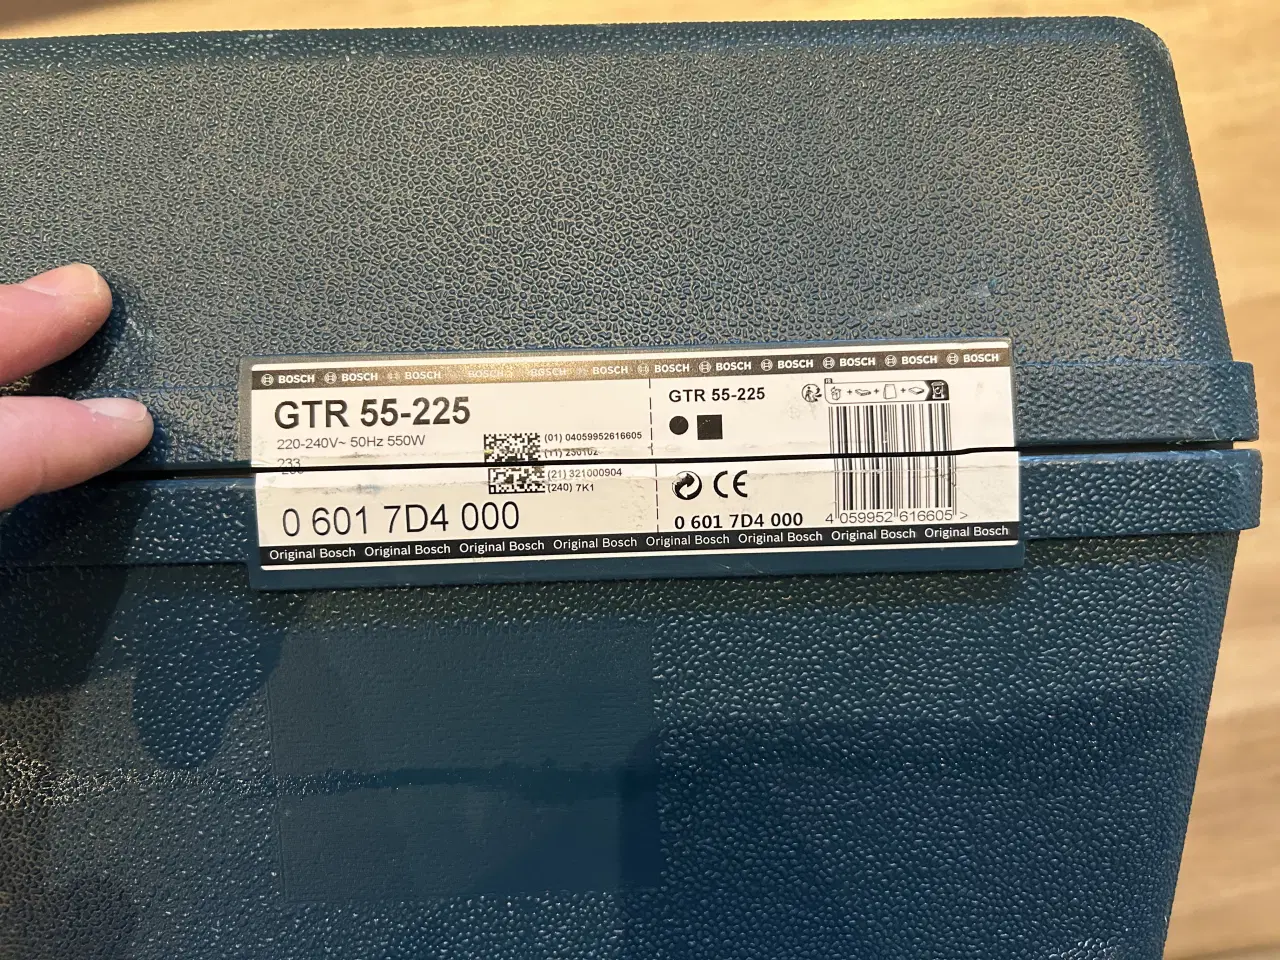 BOSCH BOSCH BOSCH BOSCH BOSCH BOSCH BOSCH BOSCH BOSCH BOSCH BOSCH BOSCH
GTR 55-225
220-240V~ 50Hz 550W
233
(01) 04059952616605
(11) 230102
(21) 321000904
(240) 7K1
0 601 7D4 000
GTR 55-225
CE
0 601 7D4 000
4 059952 616605 >
Original Bosch Original Bosch Original Bosch Original Bosch Original Bosch Original Bosch Original Bosch Original Bosch